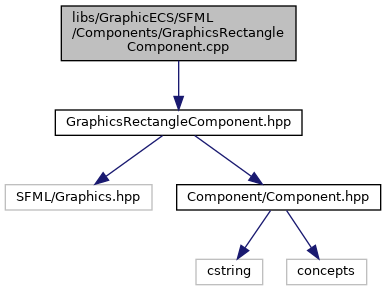 libs/GraphicECS/SFML
/Components/GraphicsRectangle
Component.cpp
GraphicsRectangleComponent.hpp
SFML/Graphics.hpp
Component/Component.hpp
cstring
concepts